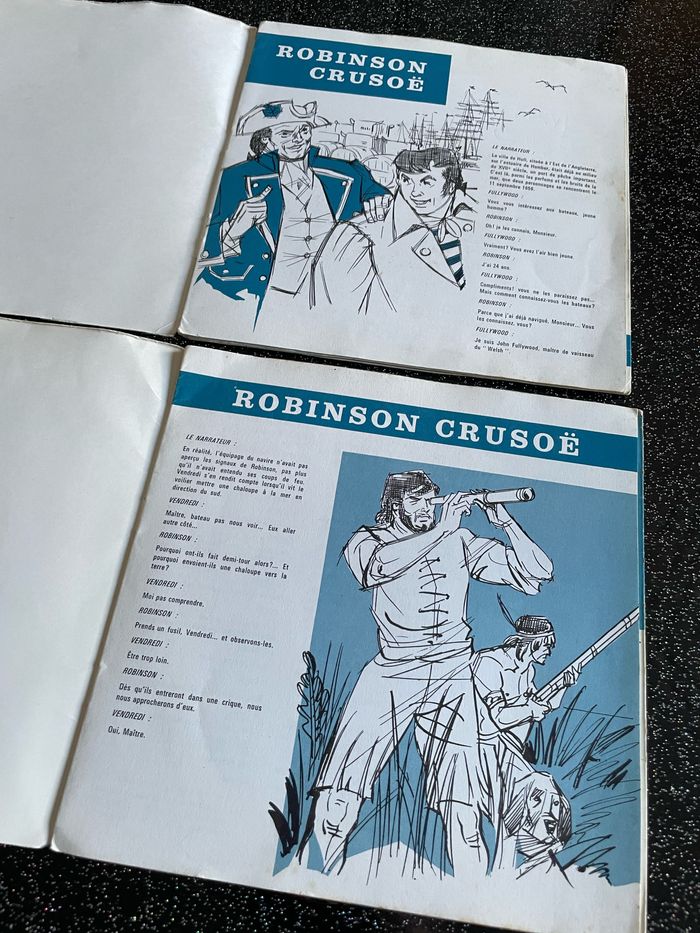 ROBINSON
CRUSOË
LE NARRATEUR :
La ville de Hull, située à l'Est de l'Angleterre,
sur l'estuaire de Humber, était déjà au milieu
du XVIIe siècle, un port de pêche important.
C'est là, parmi les parfums et les bruits de la
mer, que deux personnages se rencontrent le
11 septembre 1656.
FULLYWOOD :
Vous vous intéressez aux bateaux, jeune
homme?
ROBINSON :
Oh! je les connais, Monsieur.
FULLYWOOD :
Vraiment? Vous avez l'air bien jeune
ROBINSON :
J'ai 24 ans.
FULLYWOOD :
Compliments! vous ne les paraissez pas...
Mais comment connaissez-vous les bateaux?
ROBINSON :
Parce que j'ai déjà navigué, Monsieur... Vous
les connaissez, vous?
FULLYWOOD :
Je suis John Fullywood, maître de vaisseau
du " Welsh ".
ROBINSON CRUSOË
LE NARRATEUR :
En réalité, l'équipage du navire n'avait pas
aperçu les signaux de Robinson, pas plus
qu'il n'avait entendu ses coups de feu.
Vendredi s'en rendit compte lorsqu'il vit le
voilier mettre une chaloupe à la mer en
direction du sud.
VENDREDI :
Maître, bateau pas nous voir... Eux aller
autre côté...
ROBINSON :
Pourquoi ont-ils fait demi-tour alors?... Et
pourquoi envoient-ils une chaloupe vers la
terre?
VENDREDI :
Moi pas comprendre.
ROBINSON :
Prends un fusil, Vendredi... et observons-les.
VENDREDI :
Être trop loin.
ROBINSON :
Dès qu'ils entreront dans une crique, nous
nous approcherons d'eux.
VENDREDI :
Oui, Maître.